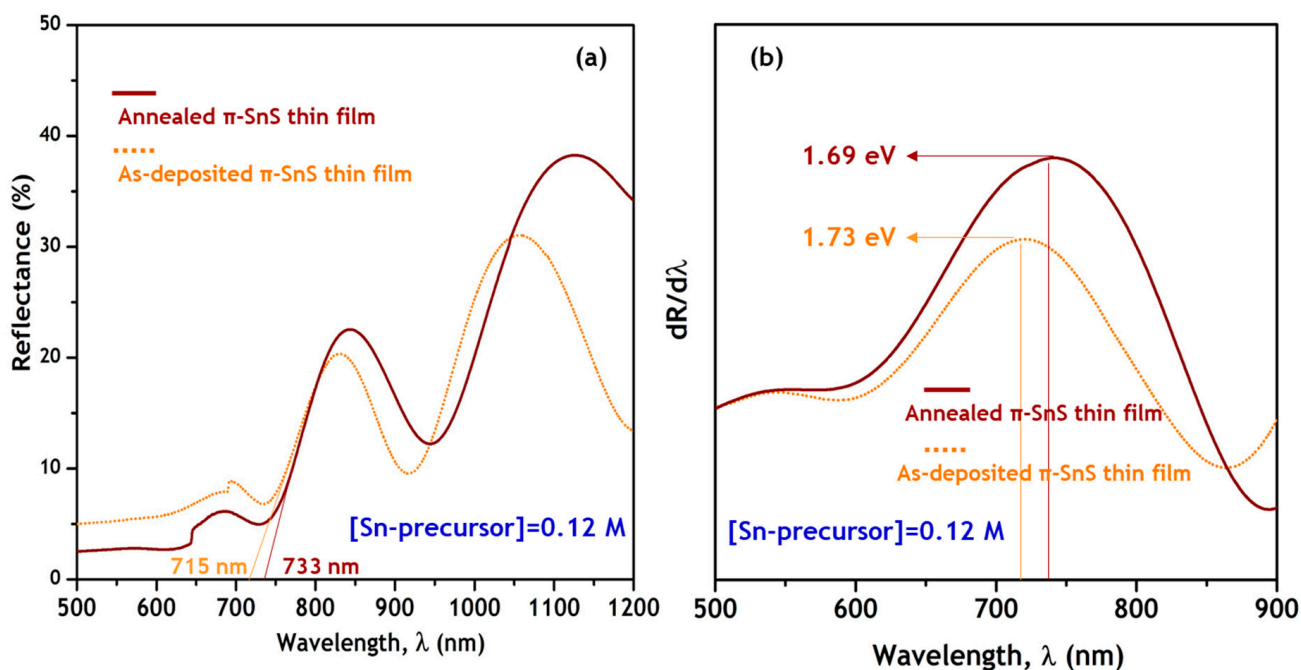 50
40
30
20
10
0
Reflectance (%)
(a)
Annealed π-SnS thin film
As-deposited π-SnS thin film
[Sn-precursor]=0.12 M
715 nm
733 nm
500 600 700 800 900 1000 1100 1200
Wavelength, λ (nm)
dR/dλ
(b)
1.69 eV
1.73 eV
Annealed π-SnS thin film
As-deposited π-SnS thin film
[Sn-precursor]=0.12 M
500 600 700 800 900
Wavelength, λ (nm)